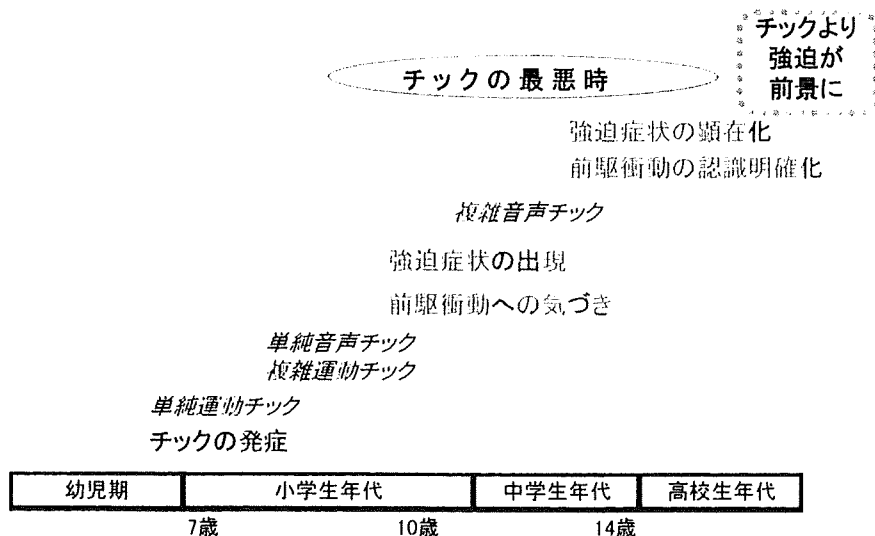 チックより
強迫が
前景に
チックの最悪時
強迫症状の顕在化
前駆衝動の認識明確化
複雑音声チック
強迫症状の出現
前駆衝動への気づき
単純音声チック
複雑運動チック
単純運動チック
チックの発症
幼児期 小学生年代 中学生年代 高校生年代
7歳 10歳 14歳